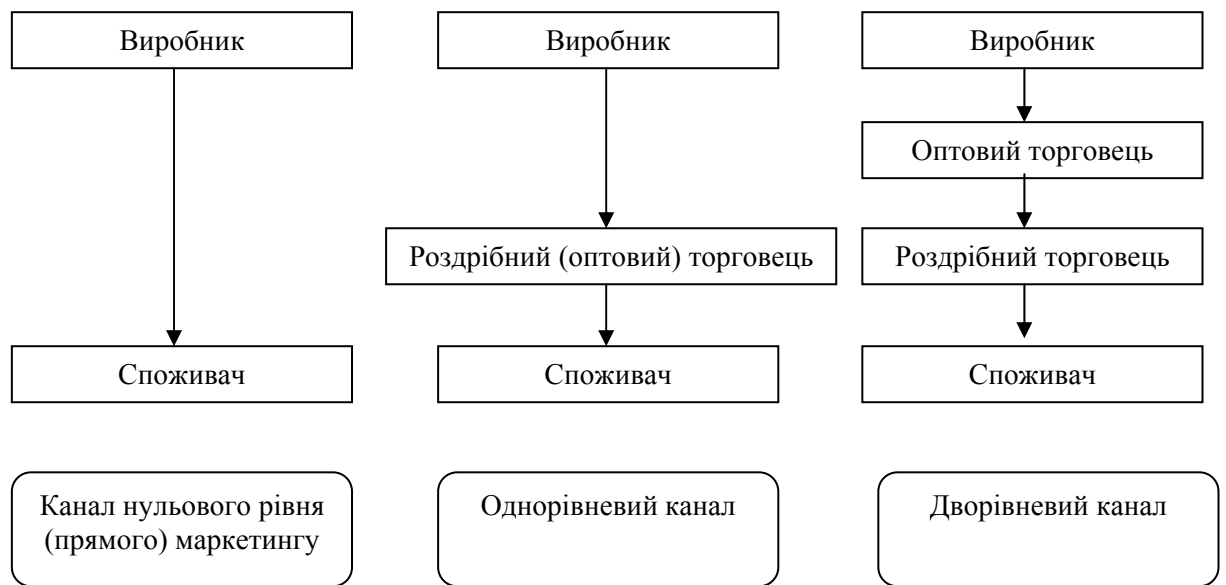 Виробник
Виробник
Виробник
Оптовий торговець
Роздрібний (оптовий) торговець
Роздрібний торговець
Споживач
Споживач
Споживач
Канал нульового рівня
(прямого) маркетингу
Однорівневий канал
Дворівневий канал